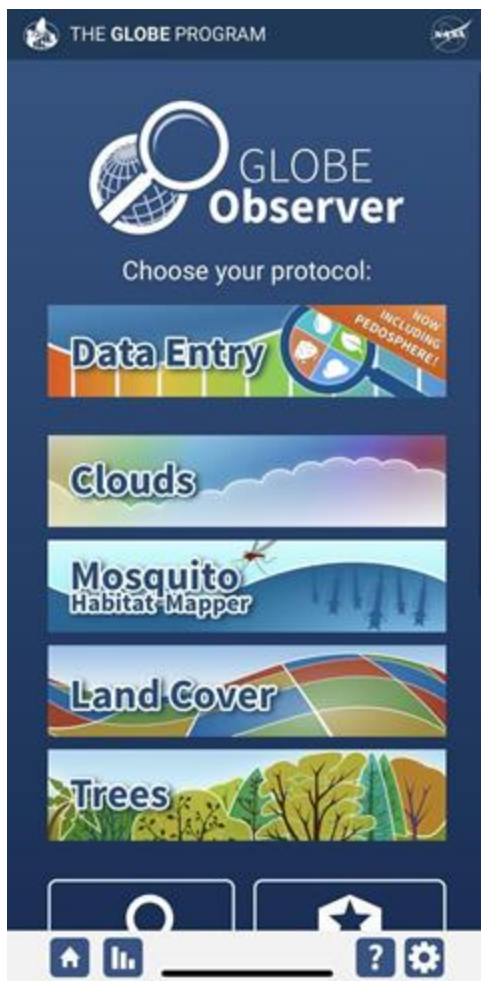 THE GLOBE PROGRAM
NASA
GLOBE
Observer
Choose your protocol:
Data Entry
NOW
INCLUDING
PEDOSPHERE!
Clouds
Mosquito
Habitat Mapper
Land Cover
Trees
?